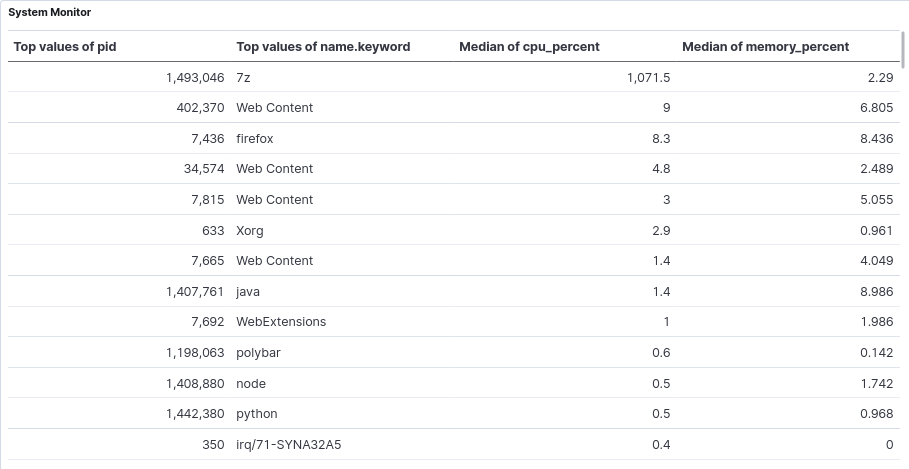 System Monitor
Top values of pid Top values of name.keyword Median of cpu_percent Median of memory_percent
1,493,046 7z 1,071.5 2.29
402,370 Web Content 9 6.805
7,436 firefox 8.3 8.436
34,574 Web Content 4.8 2.489
7,815 Web Content 3 5.055
633 Xorg 2.9 0.961
7,665 Web Content 1.4 4.049
1,407,761 java 1.4 8.986
7,692 WebExtensions 1 1.986
1,198,063 polybar 0.6 0.142
1,408,880 node 0.5 1.742
1,442,380 python 0.5 0.968
350 irq/71-SYNA32A5 0.4 0